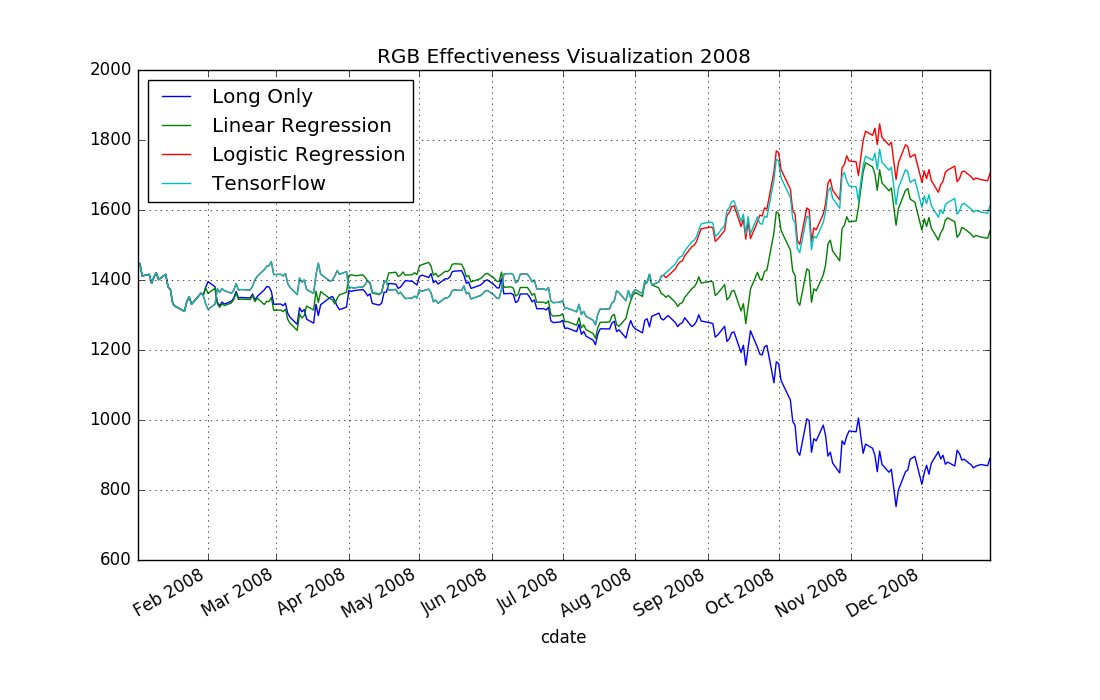 RGB Effectiveness Visualization 2008
Long Only
Linear Regression
Logistic Regression
TensorFlow
2000
1800
1600
1400
1200
1000
800
600
Feb 2008
Mar 2008
Apr 2008
May 2008
Jun 2008
Jul 2008
Aug 2008
Sep 2008
Oct 2008
Nov 2008
Dec 2008
cdate